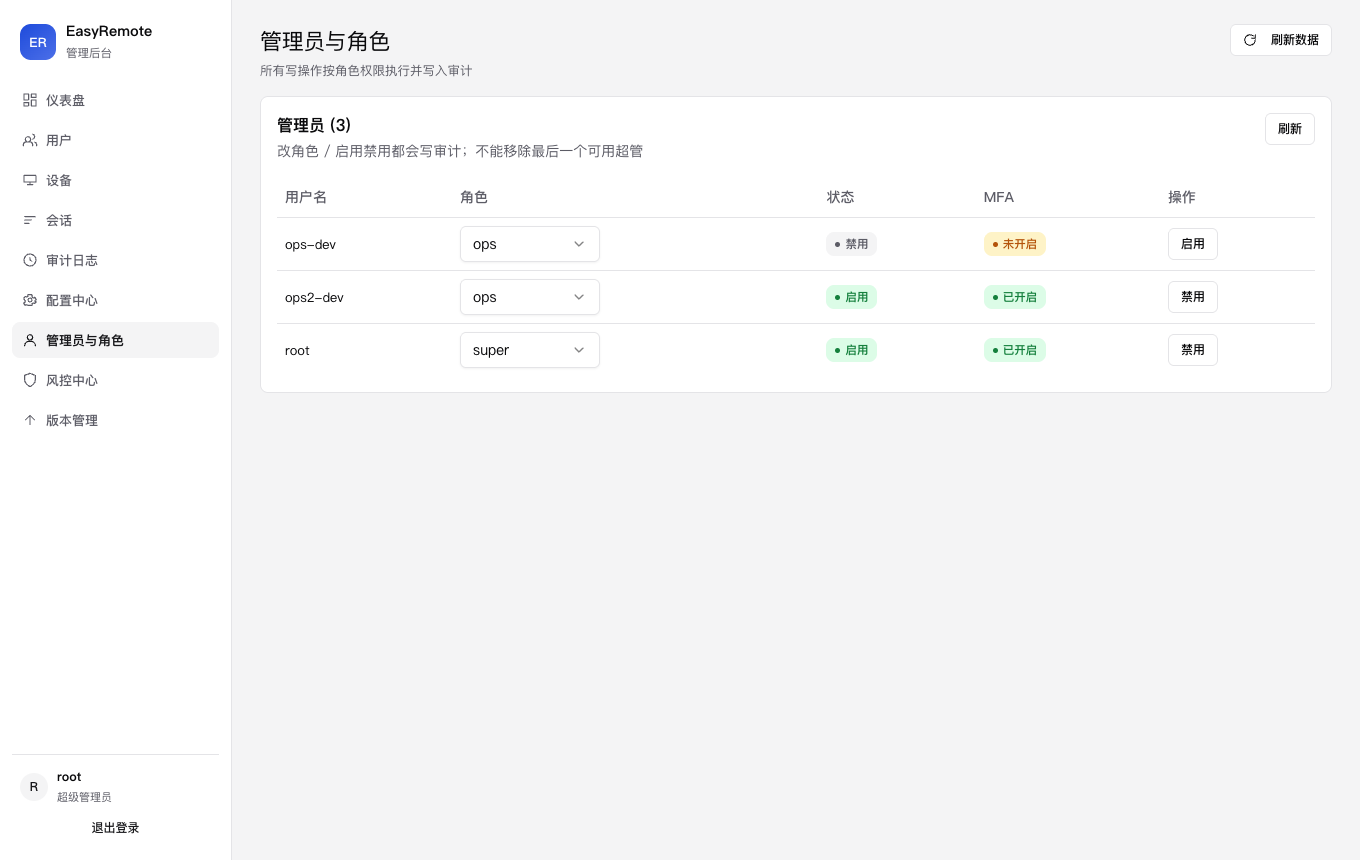 ER
EasyRemote
管理后台
仪表盘
用户
设备
会话
审计日志
配置中心
管理员与角色
风控中心
版本管理
R
root
超级管理员
退出登录
管理员与角色
所有写操作按角色权限执行并写入审计
刷新数据
管理员 (3)
改角色 / 启用禁用都会写审计；不能移除最后一个可用超管
刷新
用户名 角色 状态 MFA 操作
ops-dev ops 禁用 未开启 启用
ops2-dev ops 启用 已开启 禁用
root super 启用 已开启 禁用